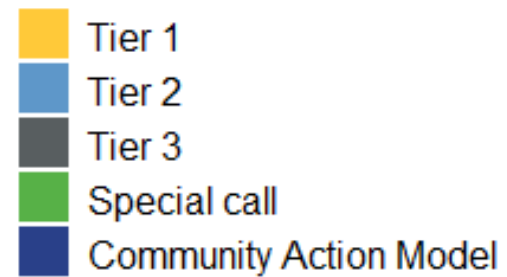 Tier 1
Tier 2
Tier 3
Special call
Community Action Model